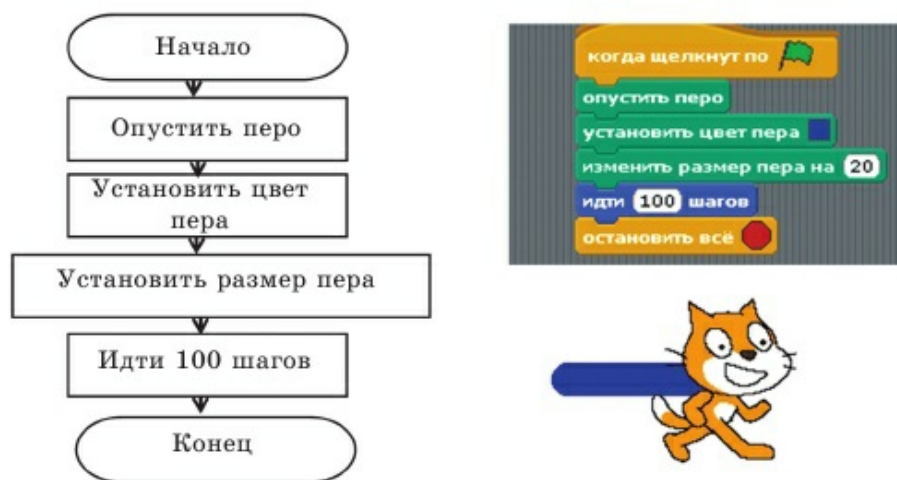 Начало
Опустить перо
Установить цвет
пера
Установить размер пера
Идти 100 шагов
Конец
когда щелкнут по
опустить перо
установить цвет пера
изменить размер пера на 20
идти 100 шагов
остановить всё